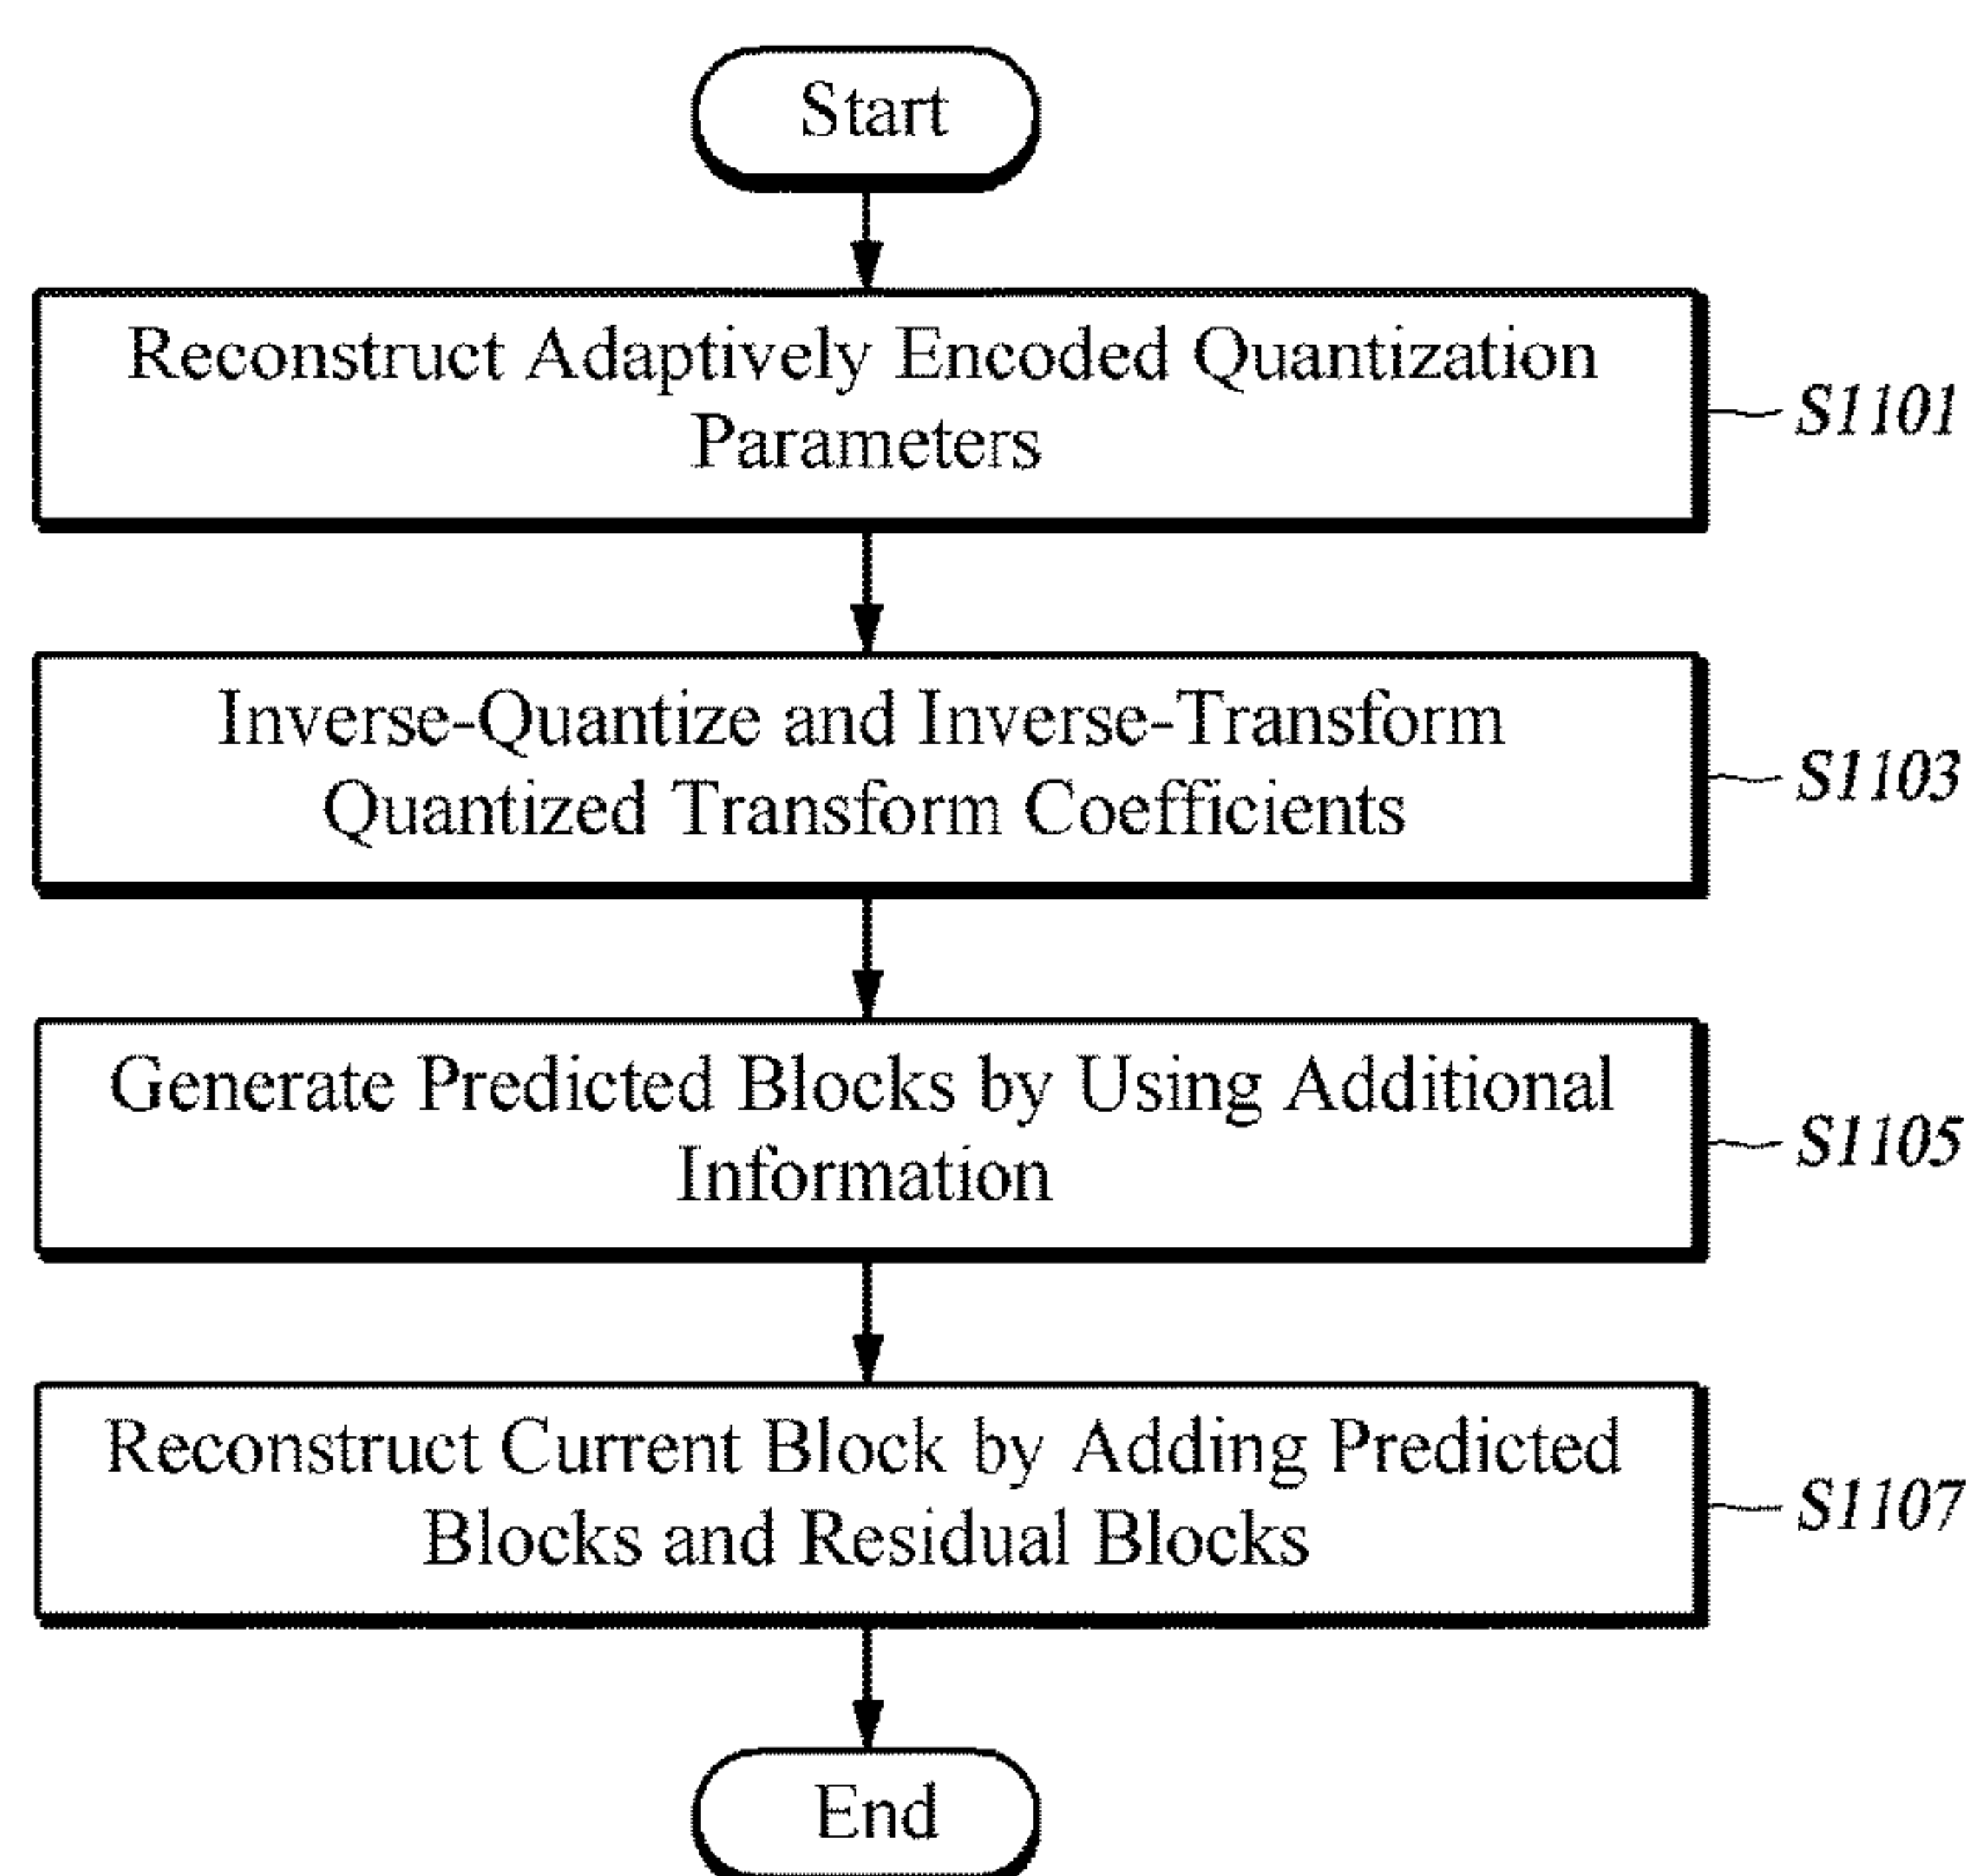 Start
Reconstruct Adaptively Encoded Quantization
Parameters
S1101
Inverse-Quantize and Inverse-Transform
Quantized Transform Coefficients
S1103
Generate Predicted Blocks by Using Additional
Information
S1105
Reconstruct Current Block by Adding Predicted
Blocks and Residual Blocks
S1107
End